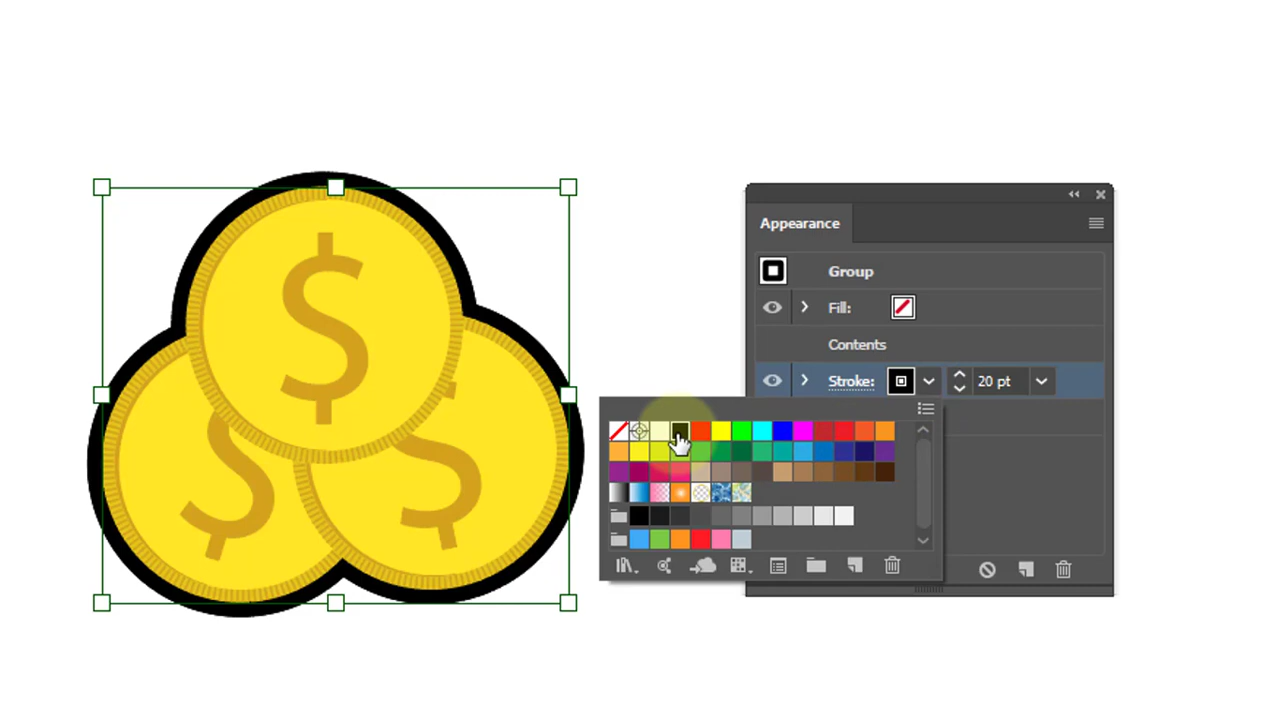 Appearance
Group
Fill:
Contents
Stroke: 20 pt
$
$
$